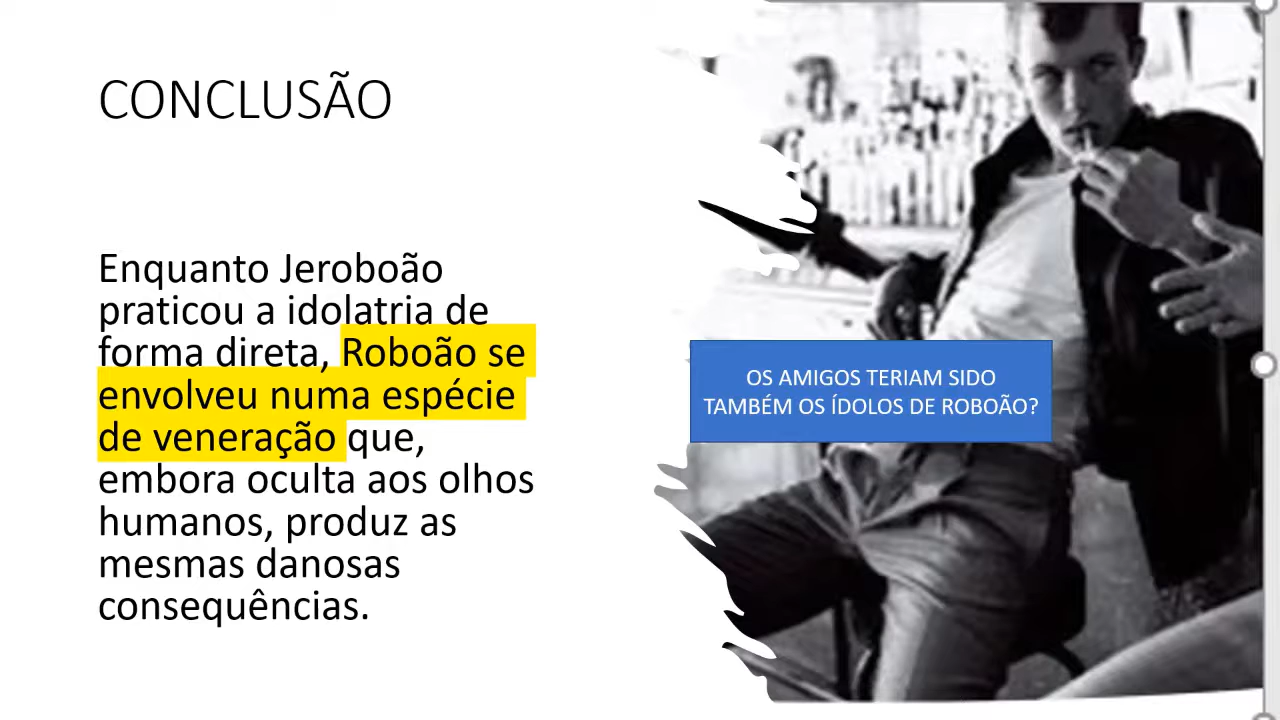 CONCLUSÃO
Enquanto Jeroboão
praticou a idolatria de
forma direta, Roboão se
envolveu numa espécie
de veneração que,
embora oculta aos olhos
humanos, produz as
mesmas danosas
consequências.
OS AMIGOS TERIAM SIDO
TAMBÉM OS ÍDOLOS DE ROBOÃO?